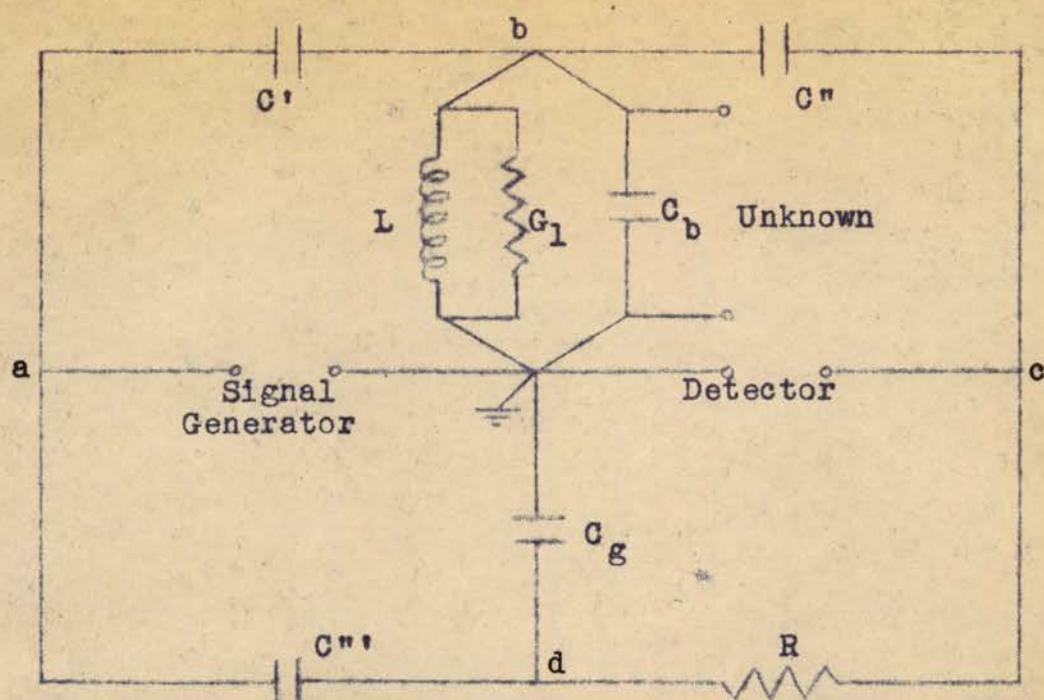 b
C'
C"
L
G1
Cb
Unknown
a
Signal
Generator
Detector
c
Cg
C"'
d
R